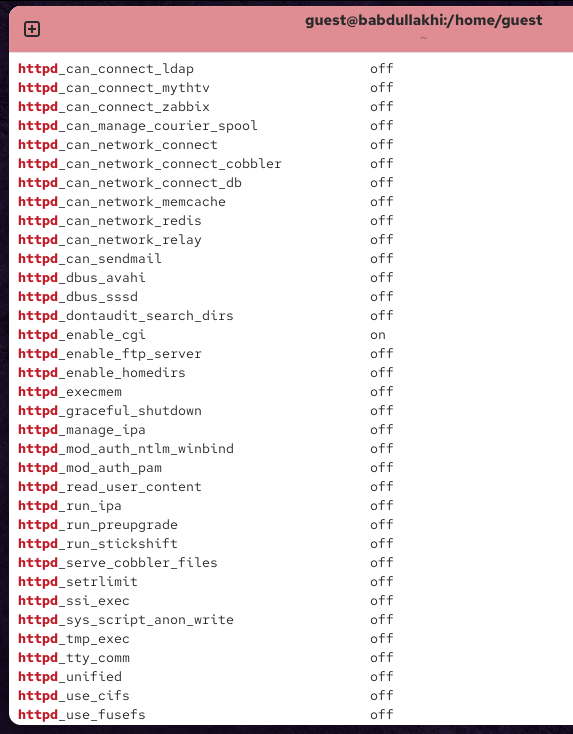 guest@babdullakhi:/home/guest
~
httpd_can_connect_ldap off
httpd_can_connect_mythtv off
httpd_can_connect_zabbix off
httpd_can_manage_courier_spool off
httpd_can_network_connect off
httpd_can_network_connect_cobbler off
httpd_can_network_connect_db off
httpd_can_network_memcache off
httpd_can_network_redis off
httpd_can_network_relay off
httpd_can_sendmail off
httpd_dbus_avahi off
httpd_dbus_sssd off
httpd_dontaudit_search_dirs off
httpd_enable_cgi on
httpd_enable_ftp_server off
httpd_enable_homedirs off
httpd_execmem off
httpd_graceful_shutdown off
httpd_manage_ipa off
httpd_mod_auth_ntlm_winbind off
httpd_mod_auth_pam off
httpd_read_user_content off
httpd_run_ipa off
httpd_run_preupgrade off
httpd_run_stickshift off
httpd_serve_cobbler_files off
httpd_setrlimit off
httpd_ssi_exec off
httpd_sys_script_anon_write off
httpd_tmp_exec off
httpd_tty_comm off
httpd_unified off
httpd_use_cifs off
httpd_use_fusefs off